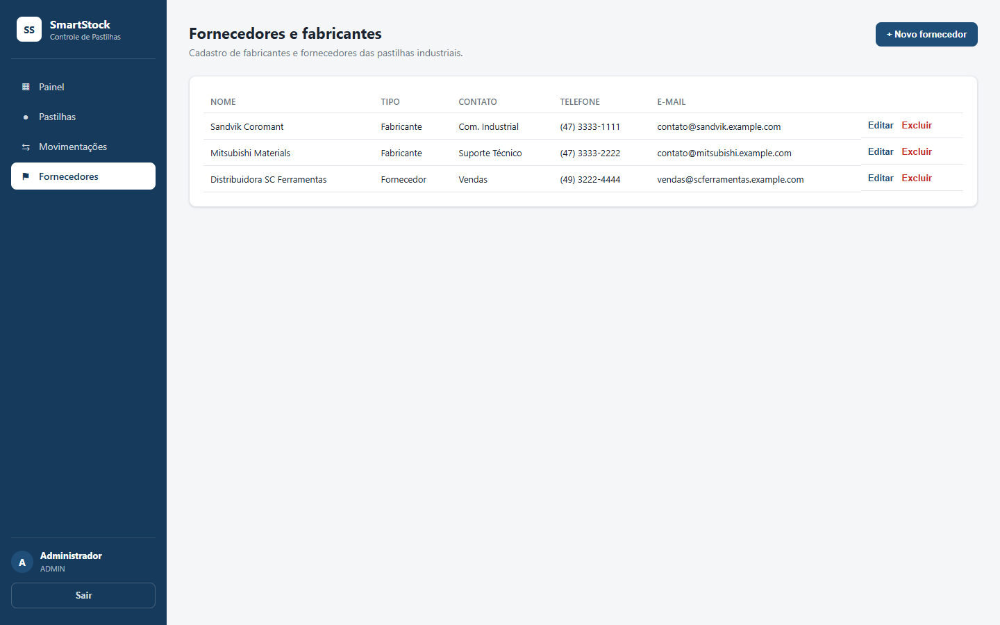 SS
SmartStock
Controle de Pastilhas
Painel
Pastilhas
Movimentações
Fornecedores
Administrador
A
ADMIN
Sair
Fornecedores e fabricantes
+ Novo fornecedor
Cadastro de fabricantes e fornecedores das pastilhas industriais.
NOME TIPO CONTATO TELEFONE E-MAIL
Sandvik Coromant Fabricante Com. Industrial (47) 3333-1111 contato@sandvik.example.com Editar Excluir
Mitsubishi Materials Fabricante Suporte Técnico (47) 3333-2222 contato@mitsubishi.example.com Editar Excluir
Distribuidora SC Ferramentas Fornecedor Vendas (49) 3222-4444 vendas@scferramentas.example.com Editar Excluir